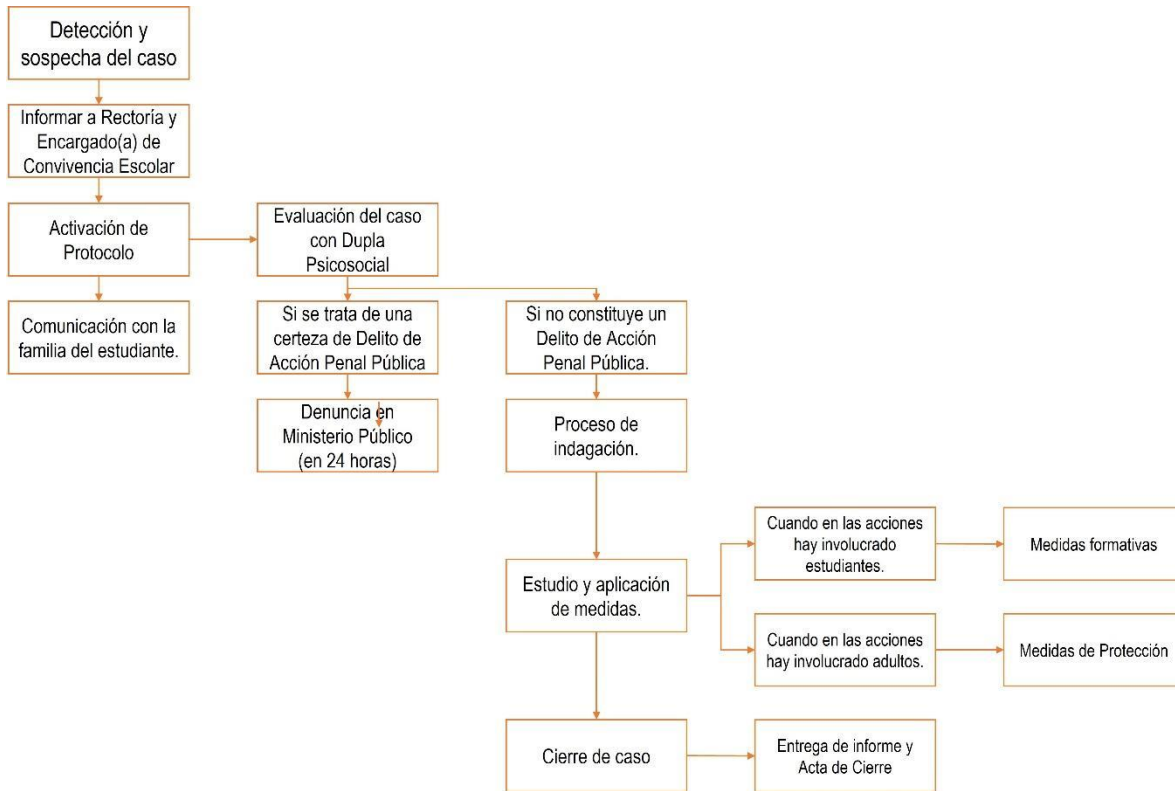 Detección y
sospecha del caso
Informar a Rectoría y
Encargado(a) de
Convivencia Escolar
Activación de
Protocolo
Evaluación del caso
con Dupla
Psicosocial
Comunicación con la
familia del estudiante.
Si se trata de una
certeza de Delito de
Acción Penal Pública
Si no constituye un
Delito de Acción
Penal Pública.
Denuncia en
Ministerio Público
(en 24 horas)
Proceso de
indagación.
Estudio y aplicación
de medidas.
Cuando en las acciones
hay involucrado
estudiantes.
Medidas formativas
Cuando en las acciones
hay involucrado adultos.
Medidas de Protección
Cierre de caso
Entrega de informe y
Acta de Cierre